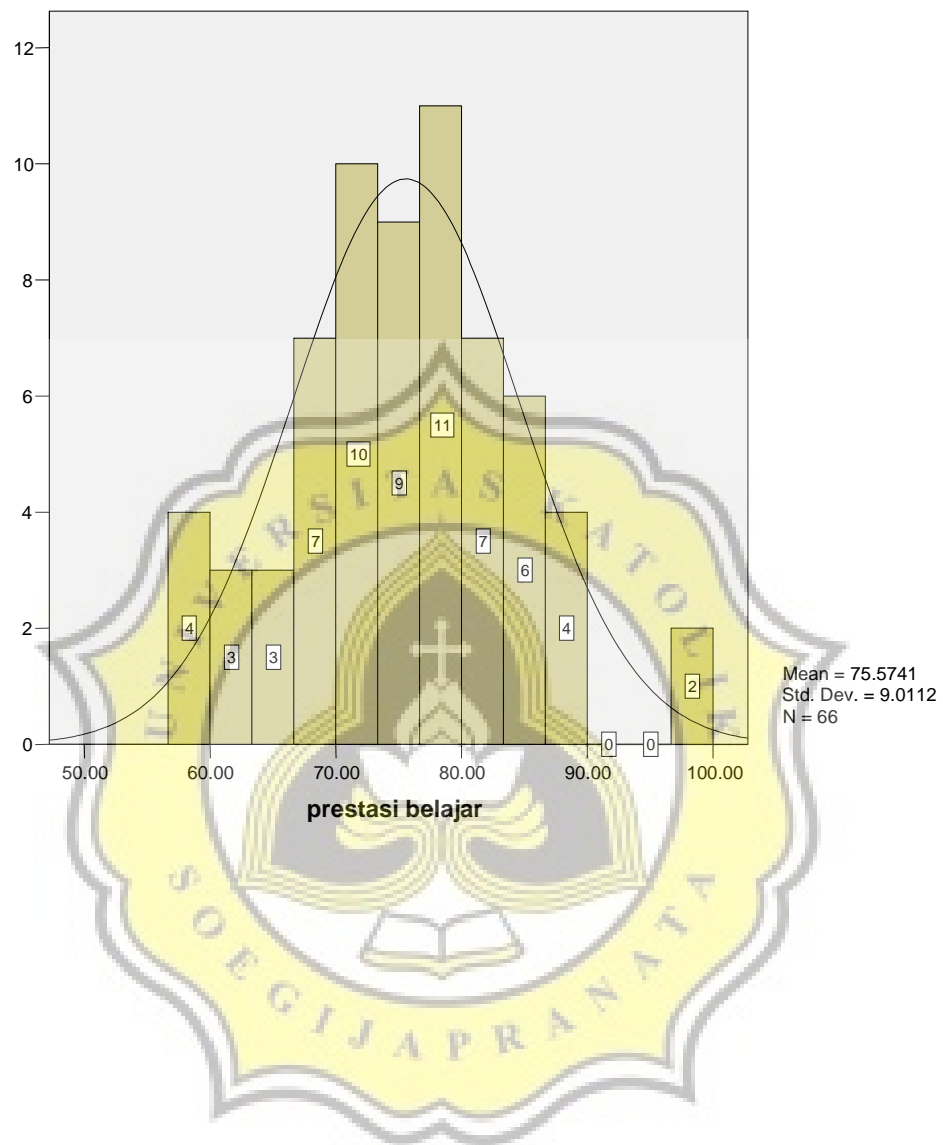 12
10
8
6
4
2
0
4
3
3
7
10
9
11
7
6
4
0
0
2
50.00 60.00 70.00 80.00 90.00 100.00
prestasi belajar
Mean = 75.5741
Std. Dev. = 9.0112
N = 66
UNIVERSITAS KATOLIK
SOEGIJAPRANATA